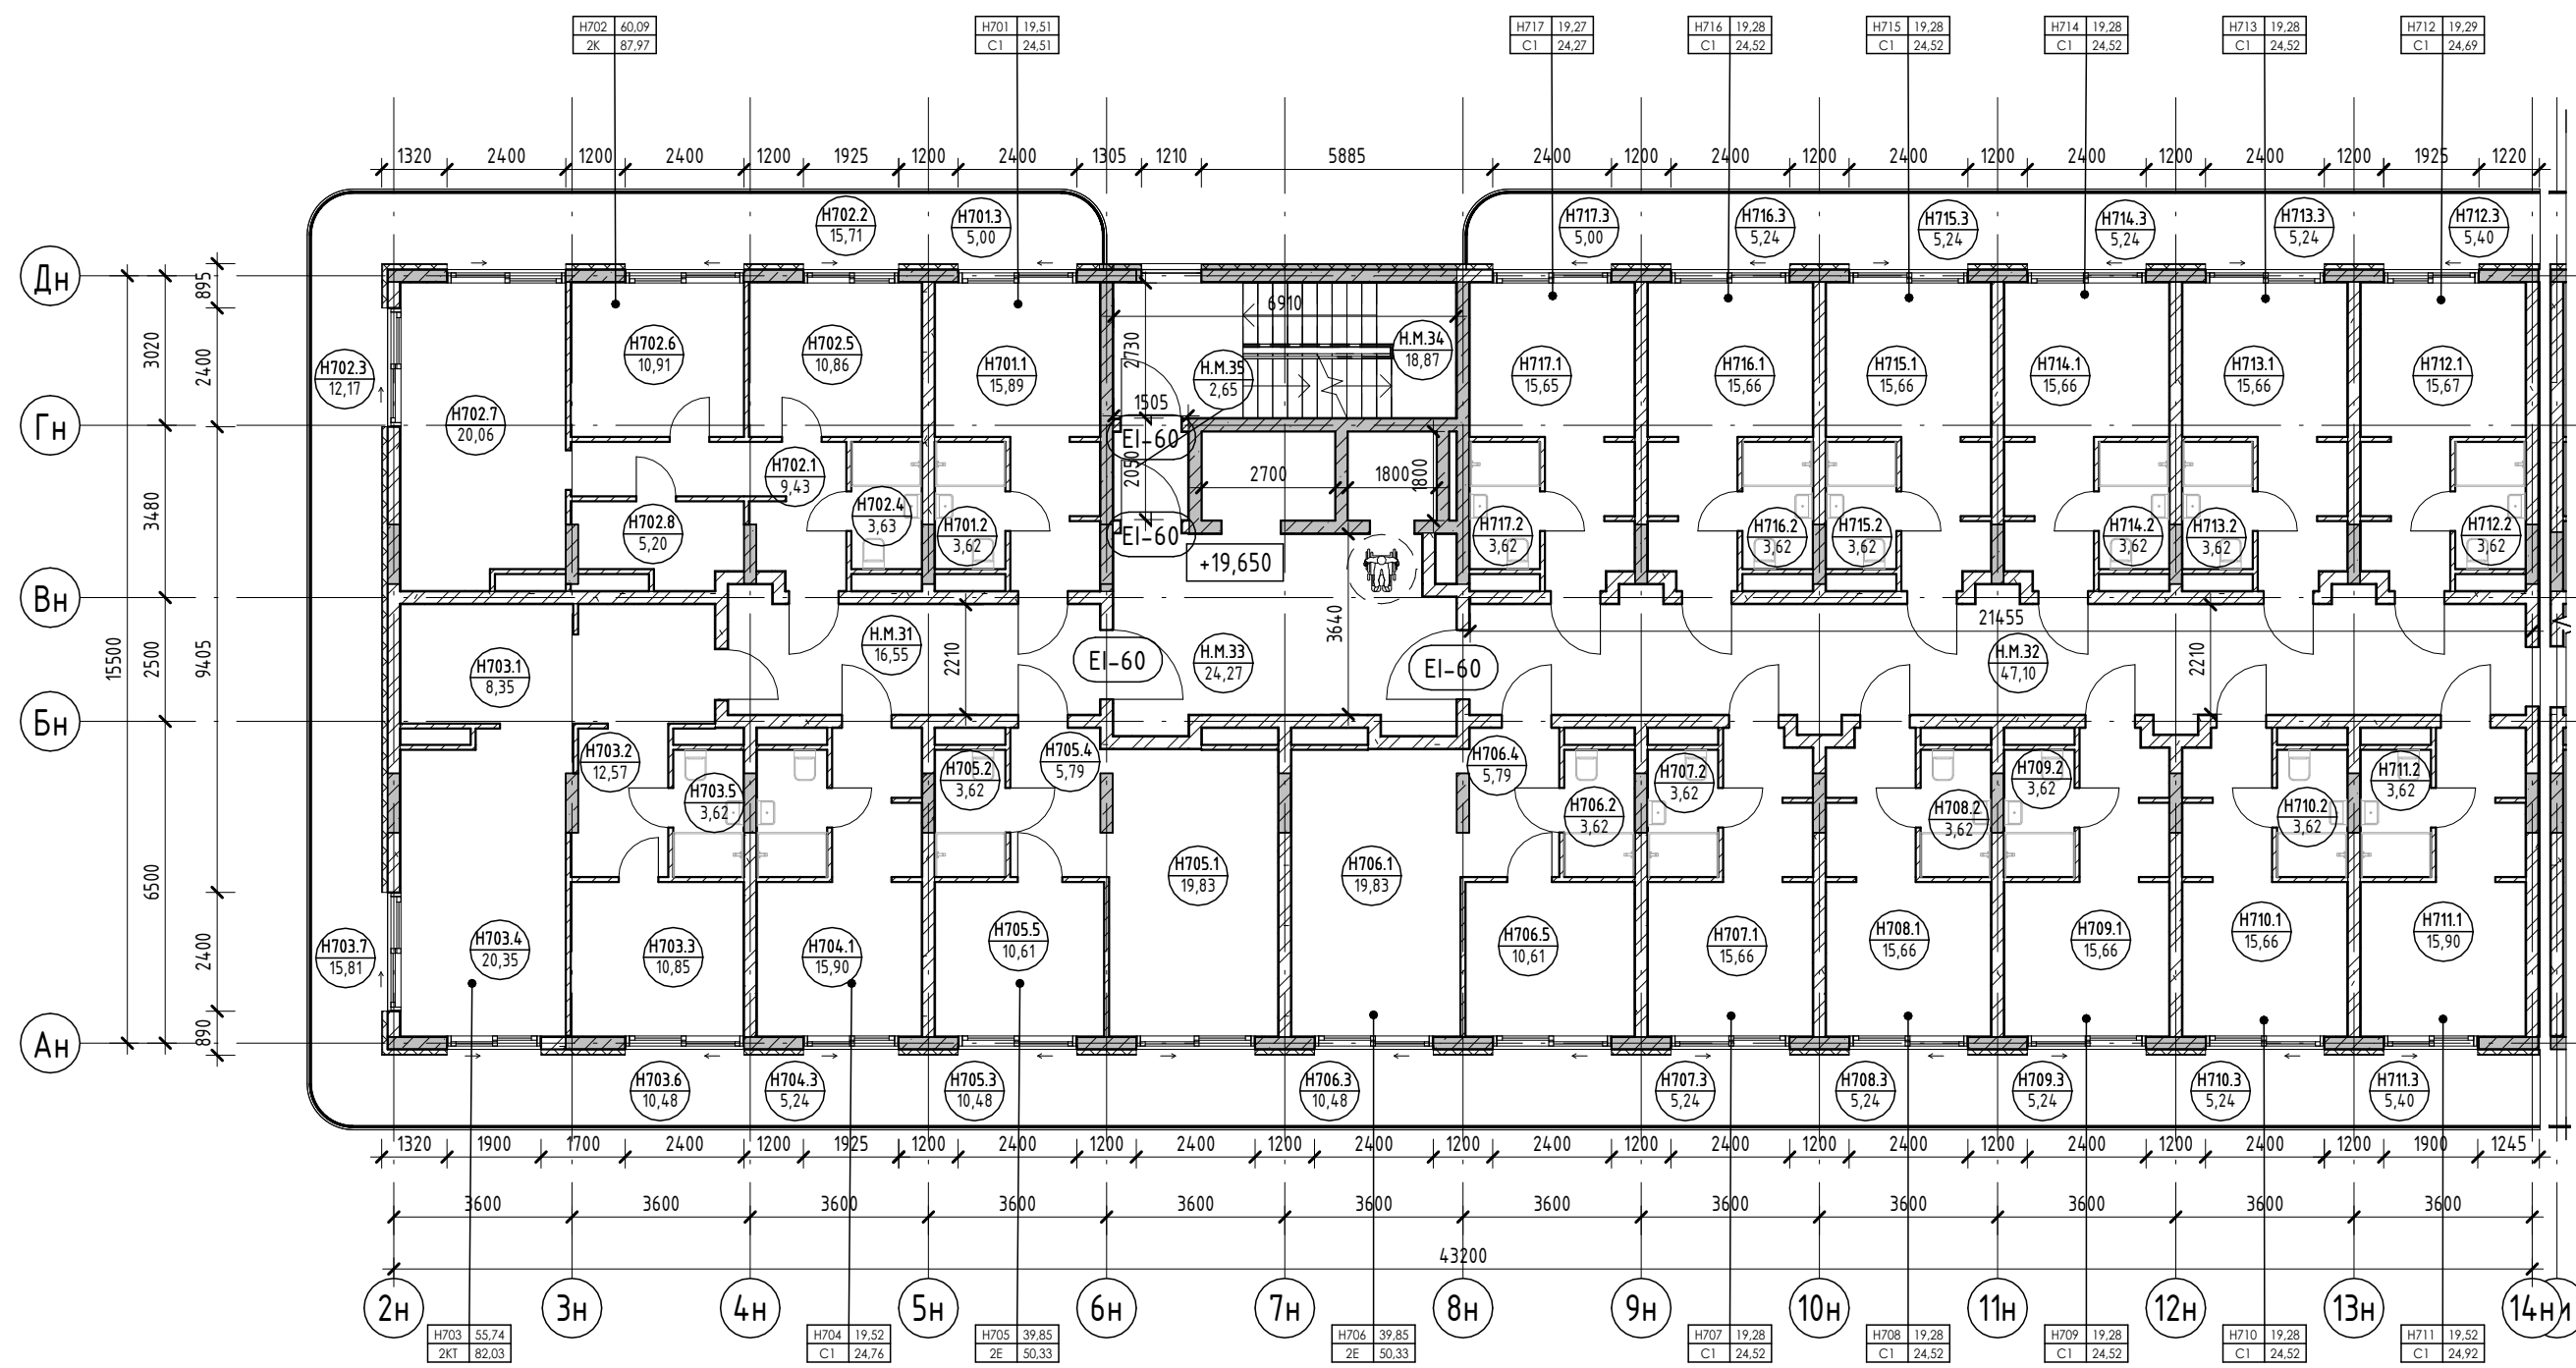 Н702 60,09 Н701 19,51 Н717 19,27 Н716 19,28 Н715 19,28 Н714 19,28 Н713 19,28 Н712 19,29
2К 87,97 С1 24,51 С1 24,27 С1 24,52 С1 24,52 С1 24,52 С1 24,52 С1 24,69
1320 2400 1200 2400 1200 1925 1200 2400 1305 1210 5885 2400 1200 2400 1200 2400 1200 2400 1200 2400 1200 1925 1220
Н702.2 Н701.3 Н717.3 Н716.3 Н715.3 Н714.3 Н713.3 Н712.3
15,71 5,00 5,00 5,24 5,24 5,24 5,24 5,40
Дн
895
6910
3020
2400
2730
Н702.3 Н702.6 Н702.5 Н701.1 Н.М.35 Н.М.34 Н717.1 Н716.1 Н715.1 Н714.1 Н713.1 Н712.1
12,17 10,91 10,86 15,89 2,65 18,87 15,65 15,66 15,66 15,66 15,66 15,67
1505
Гн
Н702.7
20,06
EI-60
Н702.1
9,43
2050
2700
1800
1800
3480
Н702.8 Н702.4 Н701.2 Н717.2 Н716.2 Н715.2 Н714.2 Н713.2 Н712.2
5,20 3,63 3,62 3,62 3,62 3,62 3,62 3,62 3,62
EI-60
+19,650
Вн
15500
2500
9405
3640
21455
Н703.1 Н.М.31 Н.М.33 Н.М.32
8,35 16,55 24,27 47,10
2210
EI-60
EI-60
2210
Бн
Н703.2 Н705.4 Н706.4
12,57 5,79 5,79
Н703.5 Н705.2 Н706.2 Н707.2 Н708.2 Н709.2 Н710.2 Н711.2
3,62 3,62 3,62 3,62 3,62 3,62 3,62 3,62
6500
Н705.1 Н706.1
19,83 19,83
2400
Н703.7 Н703.4 Н703.3 Н704.1 Н705.5 Н706.5 Н707.1 Н708.1 Н709.1 Н710.1 Н711.1
15,81 20,35 10,85 15,90 10,61 10,61 15,66 15,66 15,66 15,66 15,90
890
Ан
Н703.6 Н704.3 Н705.3 Н706.3 Н707.3 Н708.3 Н709.3 Н710.3 Н711.3
10,48 5,24 10,48 10,48 5,24 5,24 5,24 5,24 5,40
1320 1900 1700 2400 1200 1925 1200 2400 1200 2400 1200 2400 1200 2400 1200 2400 1200 2400 1200 2400 1200 2400 1200 1900 1245
3600 3600 3600 3600 3600 3600 3600 3600 3600 3600 3600 3600
43200
2н 3н 4н 5н 6н 7н 8н 9н 10н 11н 12н 13н 14н
Н703 55,74 Н704 19,52 Н705 39,85 Н706 39,85 Н707 19,28 Н708 19,28 Н709 19,28 Н710 19,28 Н711 19,52
2КТ 82,03 С1 24,76 2Е 50,33 2Е 50,33 С1 24,52 С1 24,52 С1 24,52 С1 24,52 С1 24,92